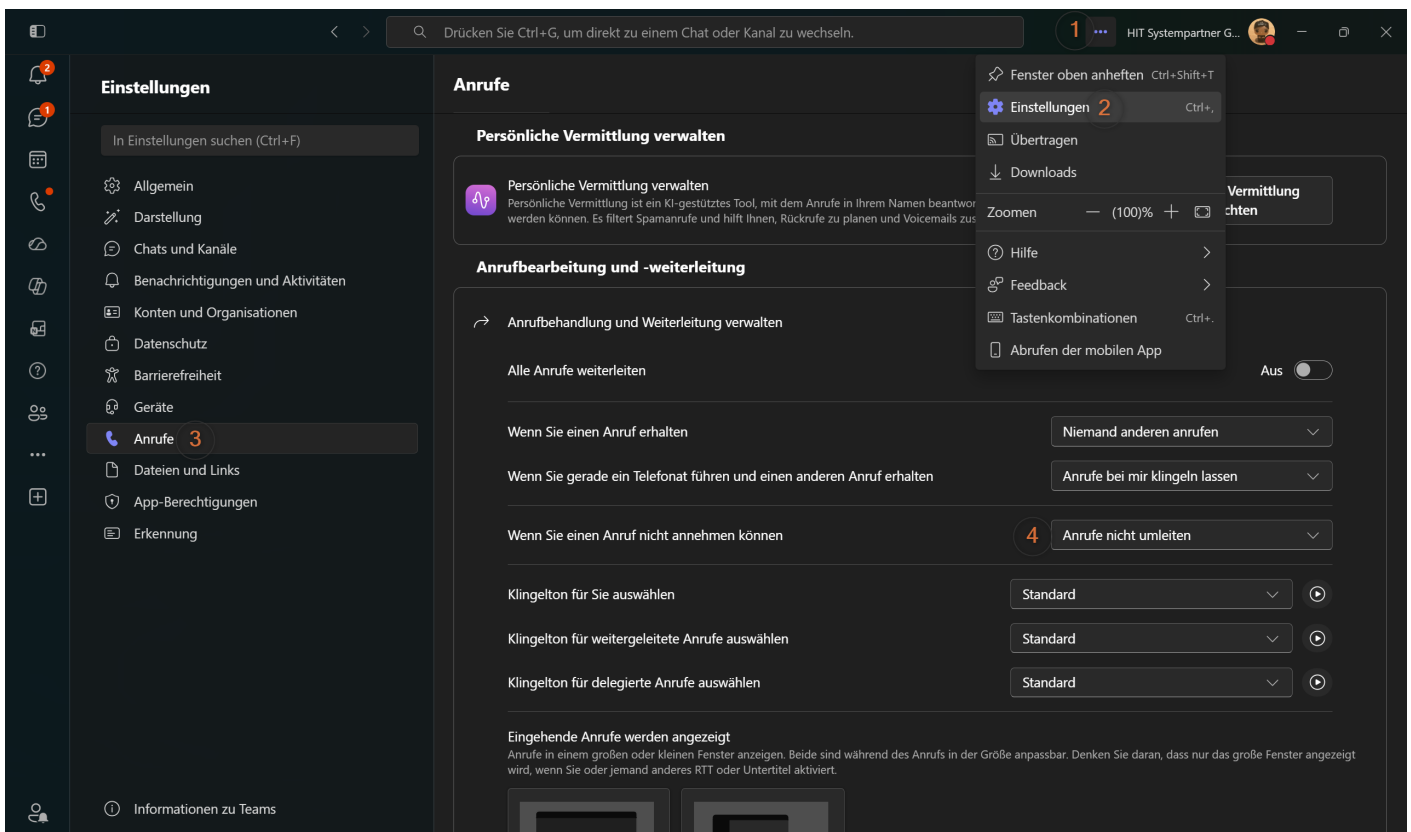 Drücken Sie Ctrl+G, um direkt zu einem Chat oder Kanal zu wechseln.
1
HIT Systempartner G...
2
1
Einstellungen
In Einstellungen suchen (Ctrl+F)
Allgemein
Darstellung
Chats und Kanäle
Benachrichtigungen und Aktivitäten
Konten und Organisationen
Datenschutz
Barrierefreiheit
Geräte
Anrufe 3
Dateien und Links
App-Berechtigungen
Erkennung
Informationen zu Teams
Anrufe
Persönliche Vermittlung verwalten
Persönliche Vermittlung verwalten
Persönliche Vermittlung ist ein KI-gestütztes Tool, mit dem Anrufe in Ihrem Namen
werden können. Es filtert Spamanrufe und hilft Ihnen, Rückrufe zu planen und Voicemails
Vermittlung
Anrufbearbeitung und -weiterleitung
Anrufbehandlung und Weiterleitung verwalten
Alle Anrufe weiterleiten
Aus
Wenn Sie einen Anruf erhalten
Niemand anderen anrufen
Wenn Sie gerade ein Telefonat führen und einen anderen Anruf erhalten
Anrufe bei mir klingeln lassen
Wenn Sie einen Anruf nicht annehmen können
4 Anrufe nicht umleiten
Klingelton für Sie auswählen
Standard
Klingelton für weitergeleitete Anrufe auswählen
Standard
Klingelton für delegierte Anrufe auswählen
Standard
Eingehende Anrufe werden angezeigt
Anrufe in einem großen oder kleinen Fenster anzeigen. Beide sind während des Anrufs in der Größe anpassbar. Denken Sie daran, dass nur das große Fenster angezeigt
wird, wenn Sie oder jemand anderes RTT oder Untertitel aktiviert.
Fenster oben anheften Ctrl+Shift+T
Einstellungen 2 Ctrl+,
Übertragen
Downloads
Zoomen — (100)% +
Hilfe
Feedback
Tastenkombinationen Ctrl+.
Abrufen der mobilen App